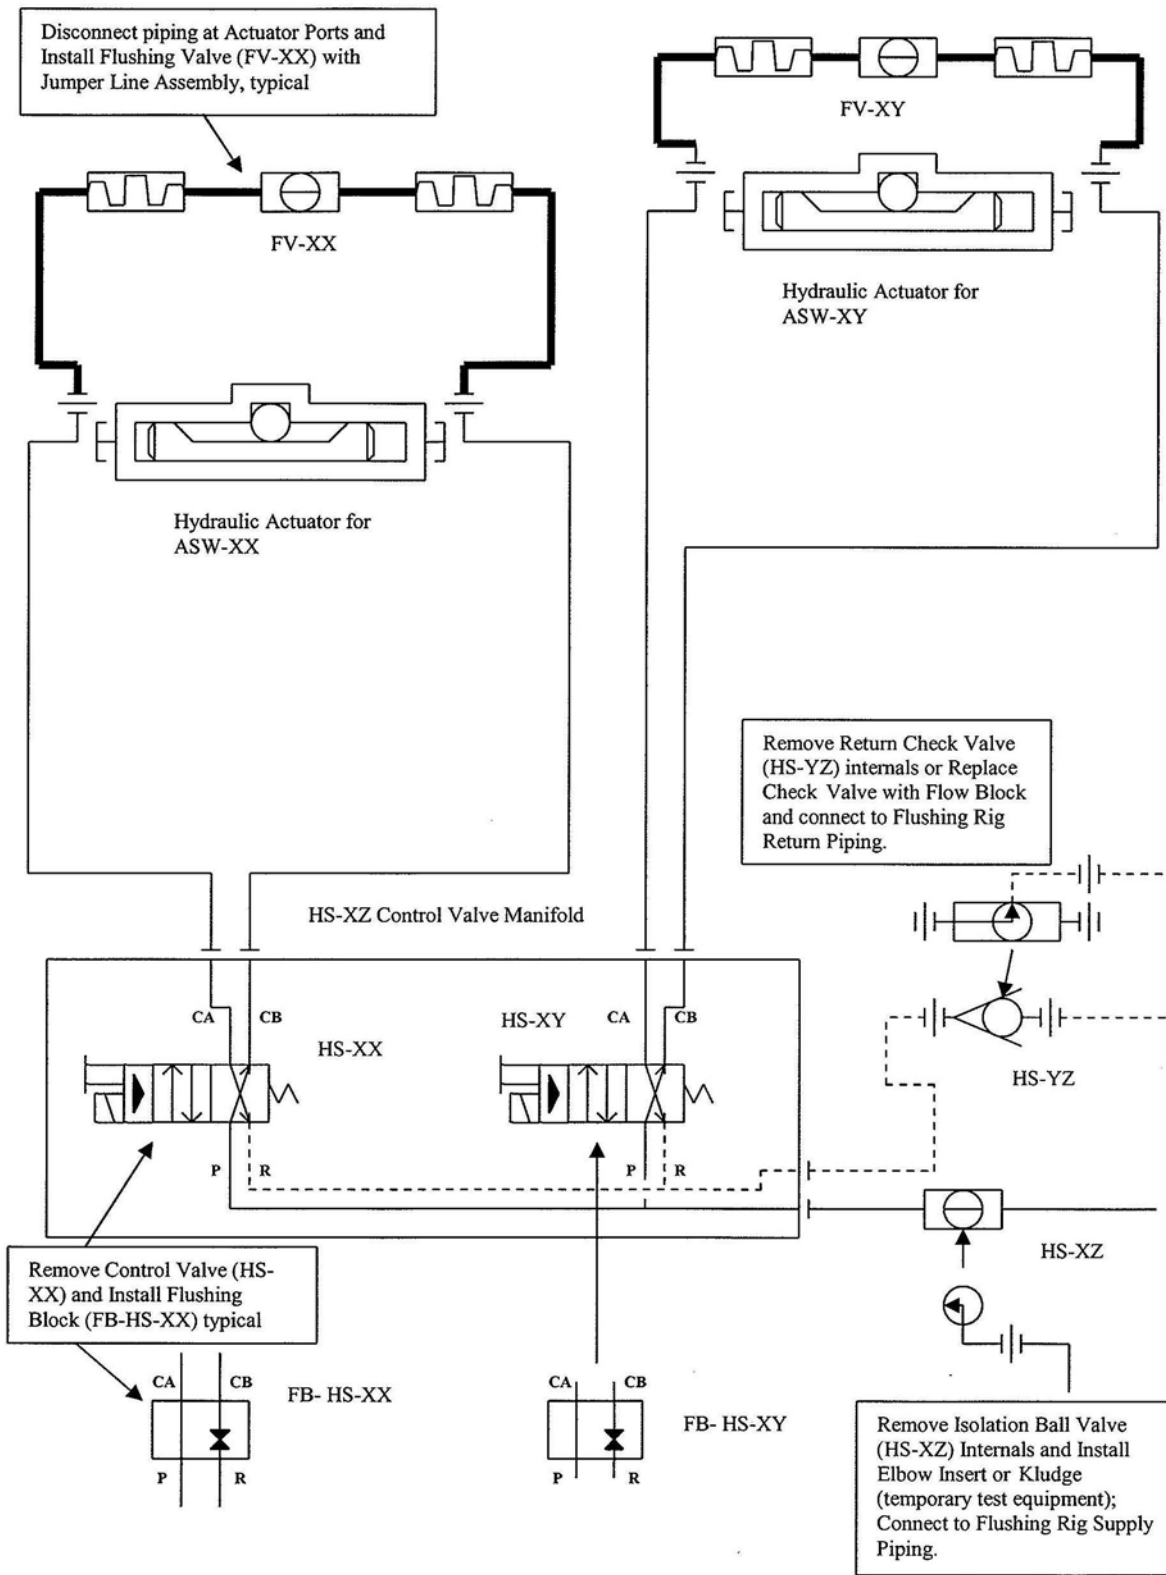 Disconnect piping at Actuator Ports and
Install Flushing Valve (FV-XX) with
Jumper Line Assembly, typical
FV-XY
FV-XX
Hydraulic Actuator for
ASW-XY
Hydraulic Actuator for
ASW-XX
Remove Return Check Valve
(HS-YZ) internals or Replace
Check Valve with Flow Block
and connect to Flushing Rig
Return Piping.
HS-XZ Control Valve Manifold
CA CB
HS-XX
HS-XY
CA CB
HS-YZ
P R
P R
HS-XZ
Remove Control Valve (HS-
XX) and Install Flushing
Block (FB-HS-XX) typical
CA CB
FB- HS-XX
P R
CA CB
FB- HS-XY
P R
Remove Isolation Ball Valve
(HS-XZ) Internals and Install
Elbow Insert or Kludge
(temporary test equipment);
Connect to Flushing Rig Supply
Piping.